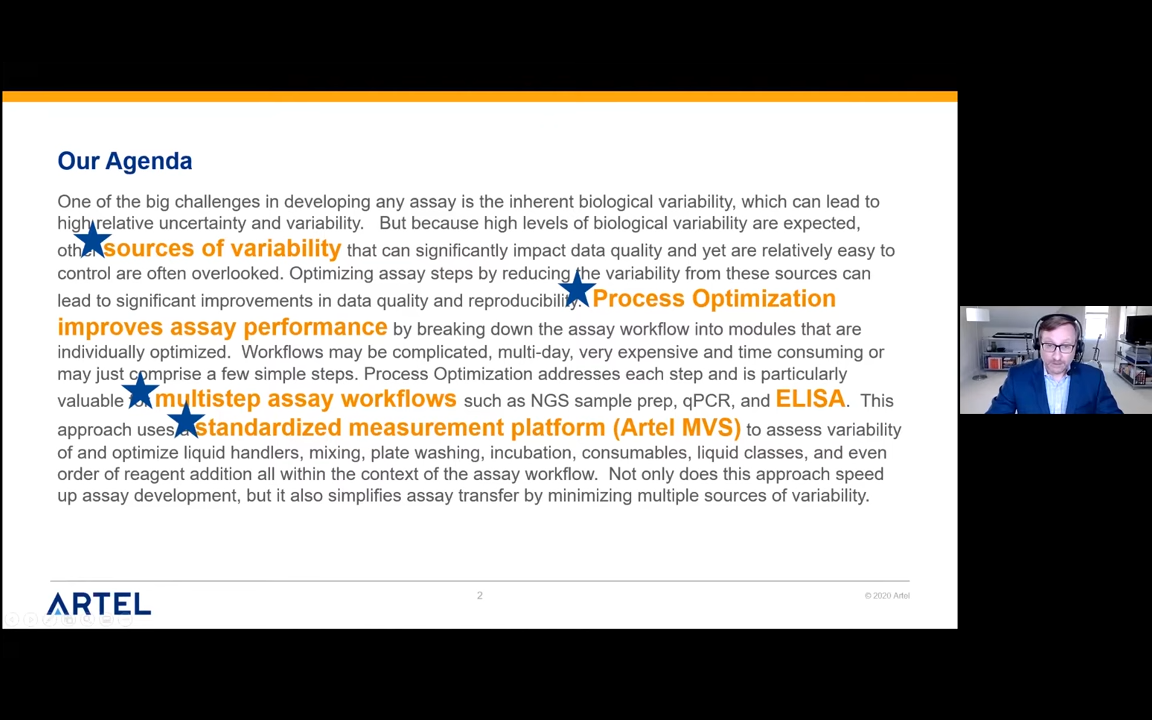 Our Agenda
One of the big challenges in developing any assay is the inherent biological variability, which can lead to
high relative uncertainty and variability. But because high levels of biological variability are expected,
other sources of variability that can significantly impact data quality and yet are relatively easy to
control are often overlooked. Optimizing assay steps by reducing the variability from these sources can
lead to significant improvements in data quality and reproducibility. Process Optimization
improves assay performance by breaking down the assay workflow into modules that are
individually optimized. Workflows may be complicated, multi-day, very expensive and time consuming or
may just comprise a few simple steps. Process Optimization addresses each step and is particularly
valuable for multistep assay workflows such as NGS sample prep, qPCR, and ELISA. This
approach uses a standardized measurement platform (Artel MVS) to assess variability
of and optimize liquid handlers, mixing, plate washing, incubation, consumables, liquid classes, and even
order of reagent addition all within the context of the assay workflow. Not only does this approach speed
up assay development, but it also simplifies assay transfer by minimizing multiple sources of variability.
ARTEL
2
© 2020 Artel